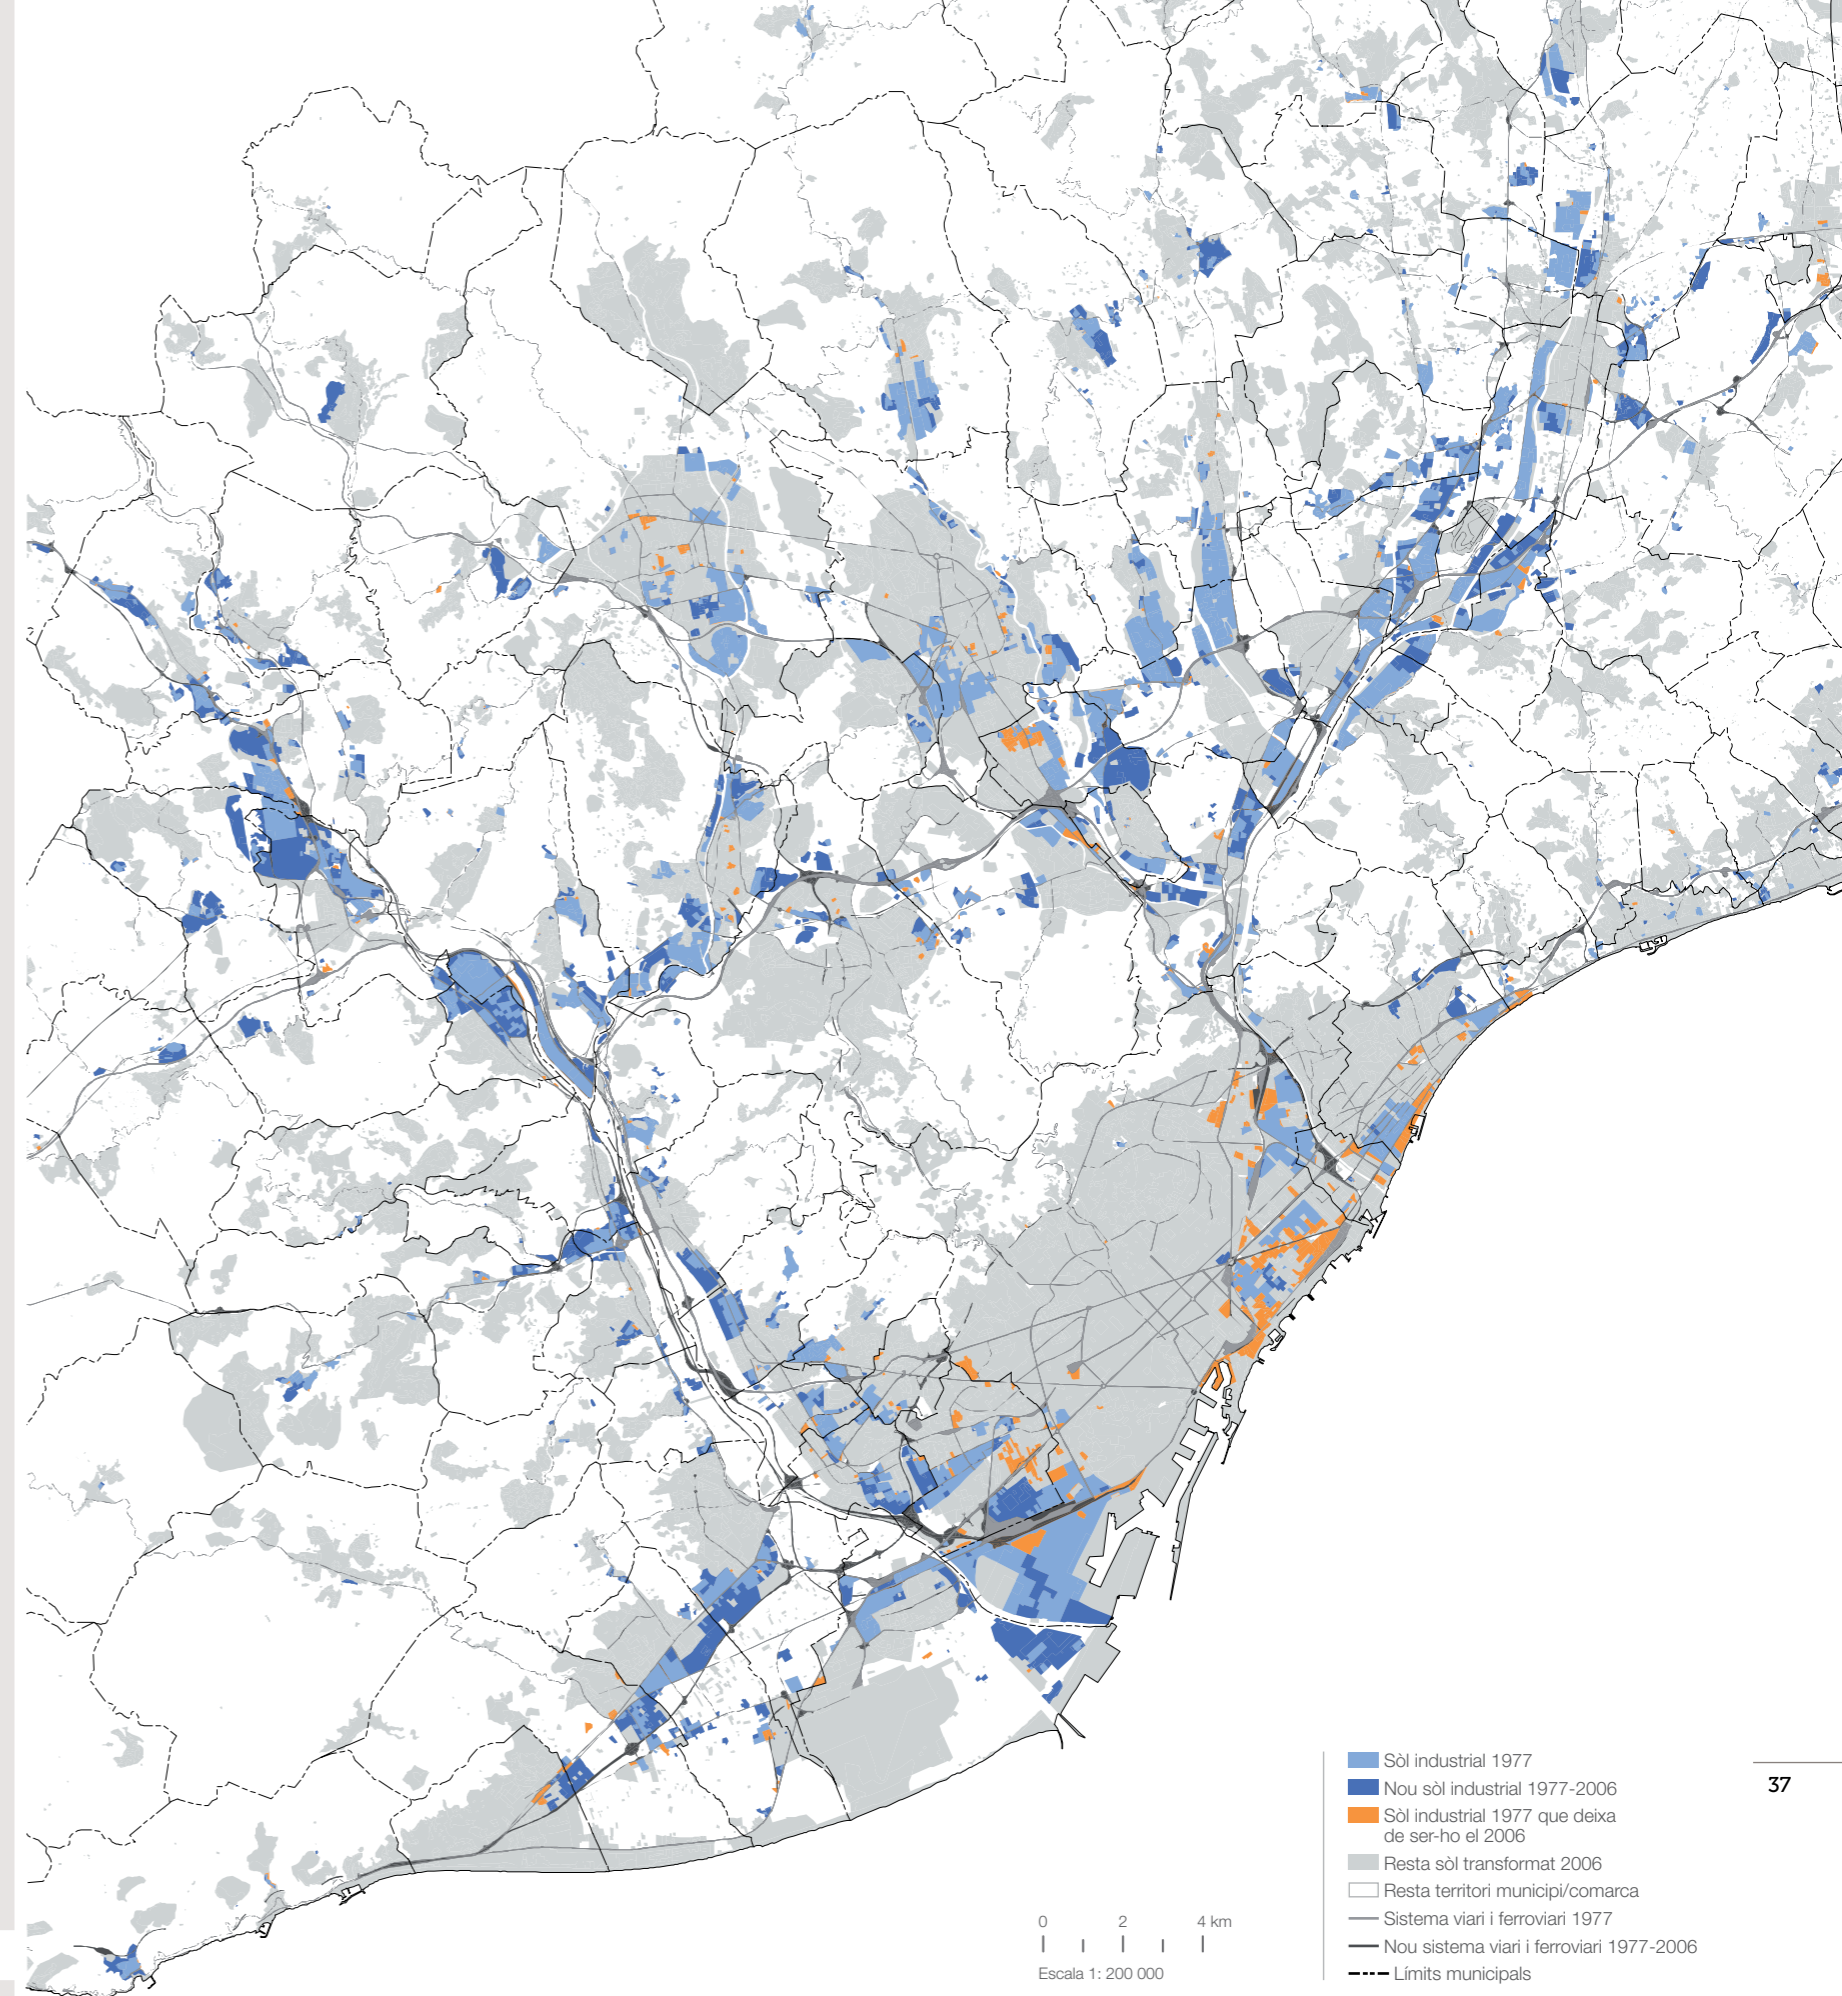 Sòl industrial 1977
Nou sòl industrial 1977-2006
Sòl industrial 1977 que deixa
de ser-ho el 2006
Resta sòl transformat 2006
Resta territori municipi/comarca
Sistema viari i ferroviari 1977
Nou sistema viari i ferroviari 1977-2006
Límits municipals
37
0 2 4 km
Escala 1: 200 000